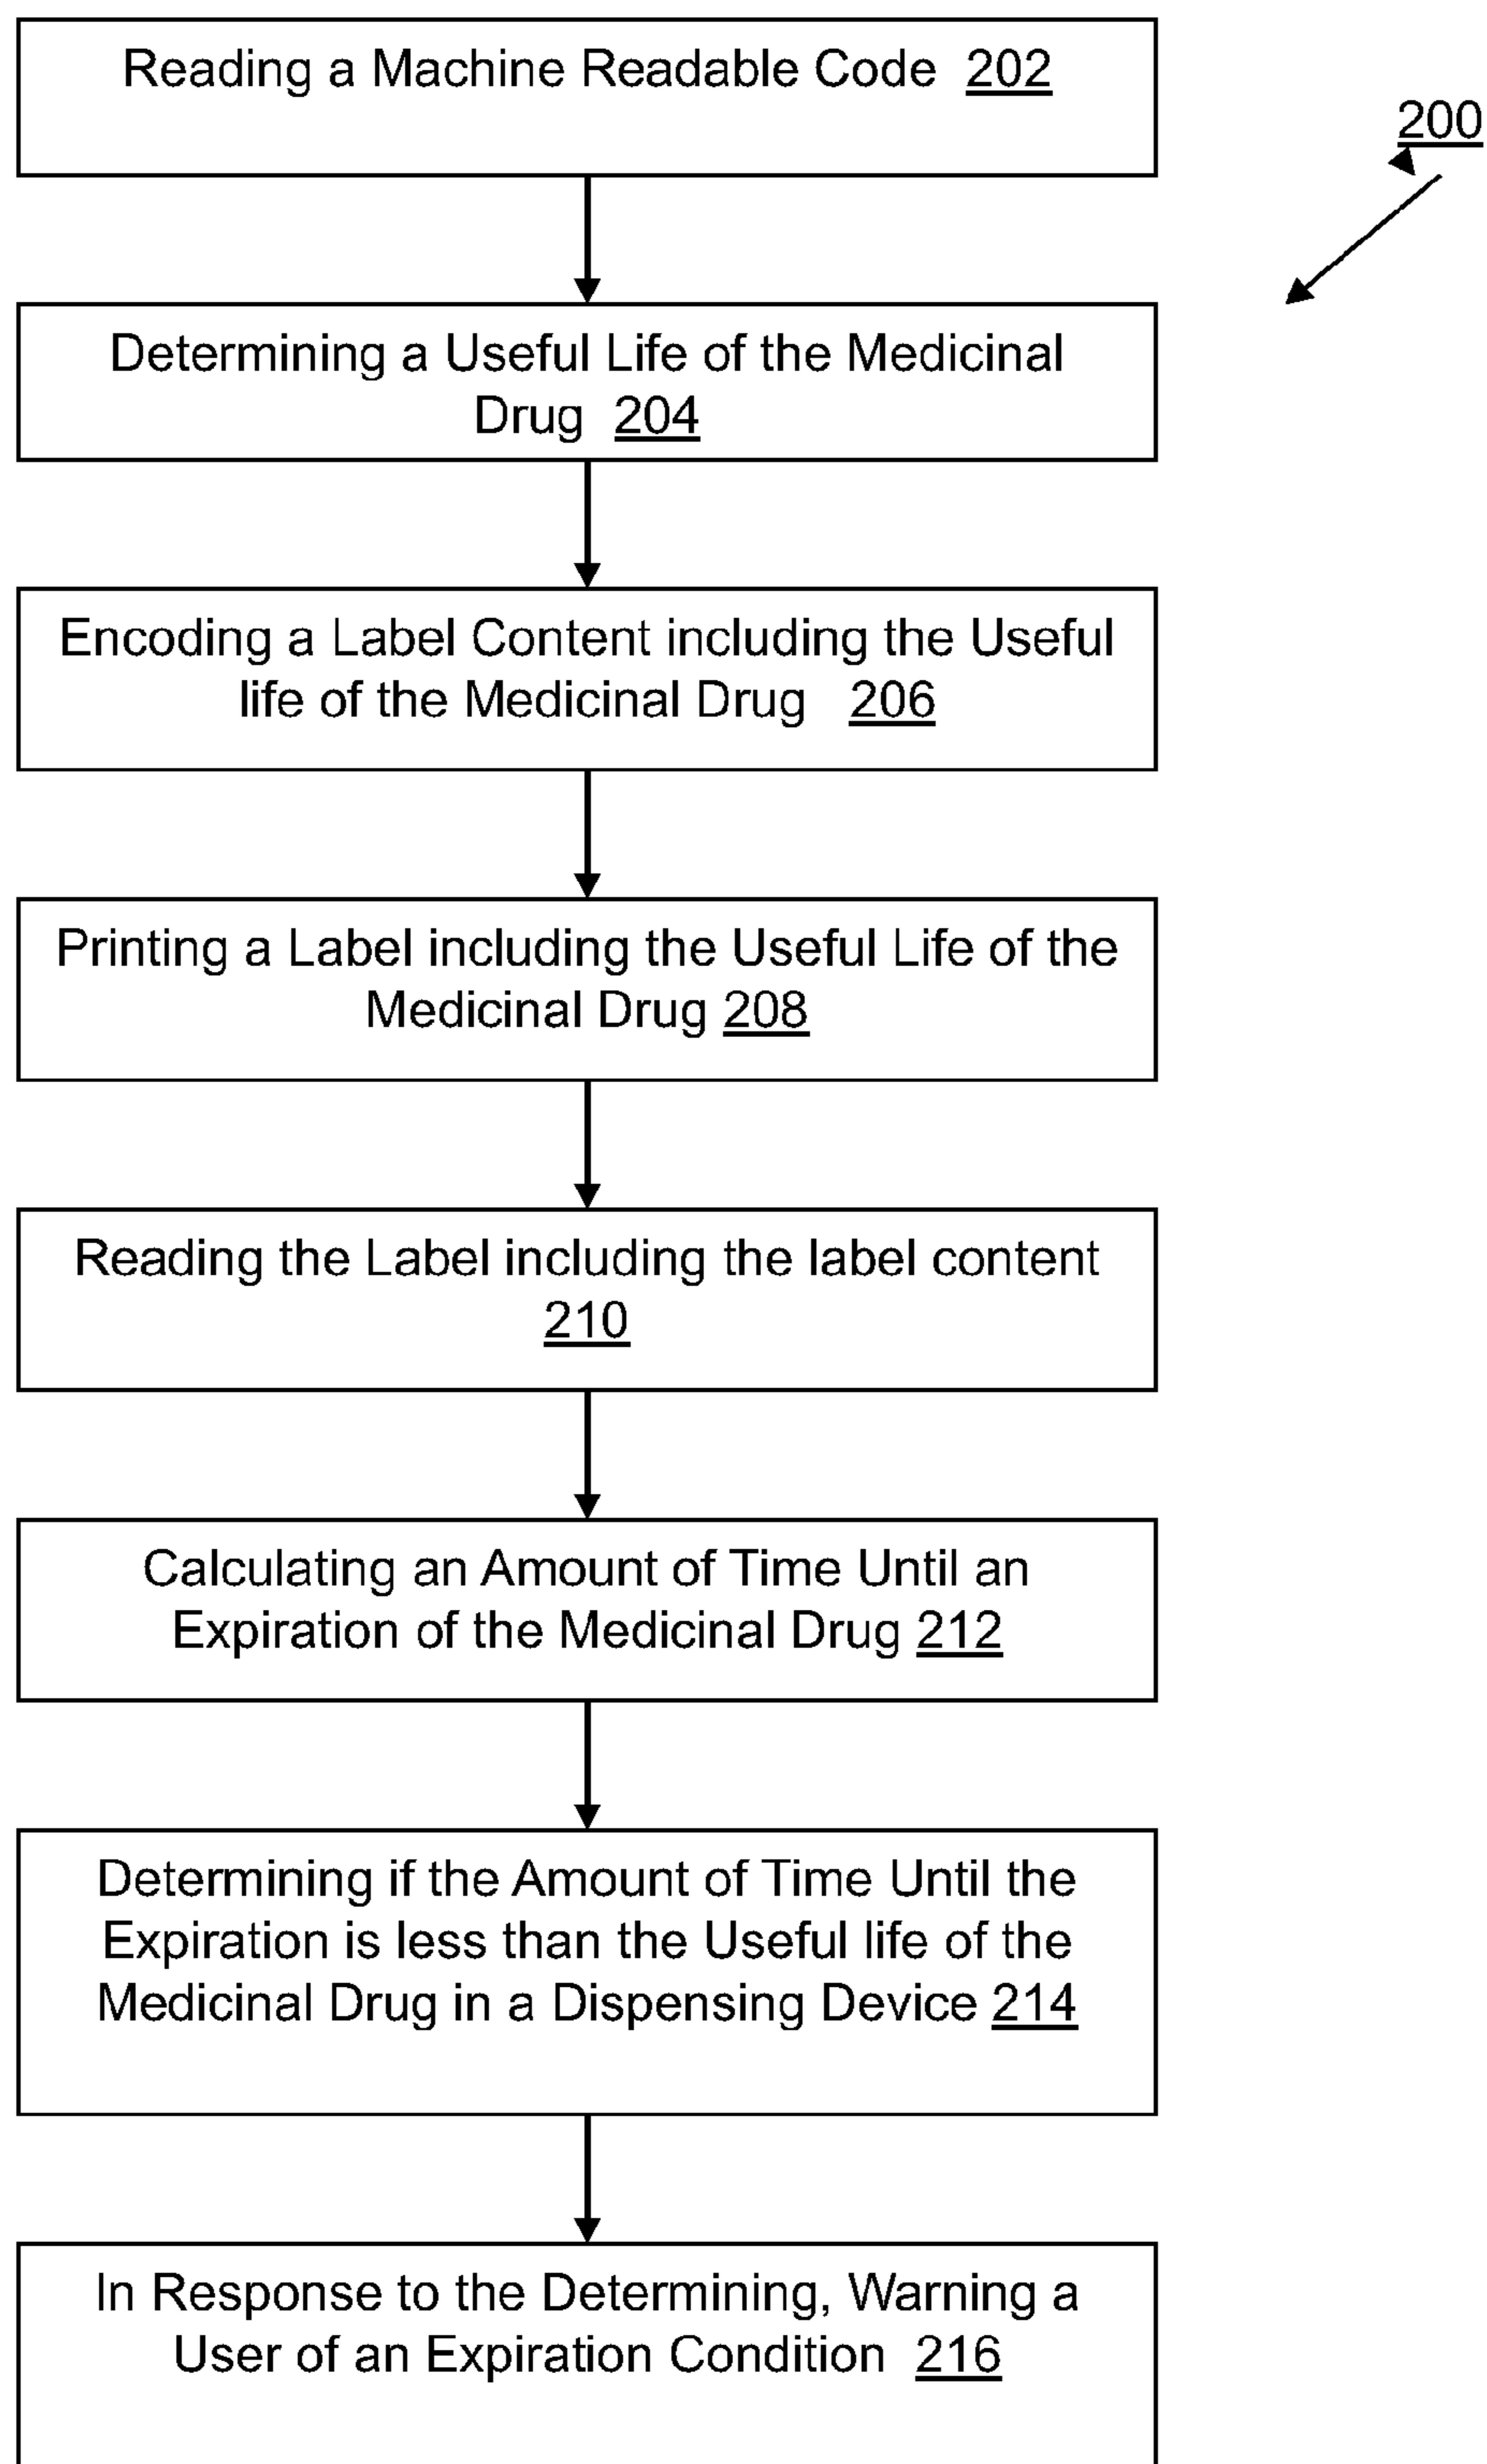 Reading a Machine Readable Code 202
200
Determining a Useful Life of the Medicinal
Drug 204
Encoding a Label Content including the Useful
life of the Medicinal Drug 206
Printing a Label including the Useful Life of the
Medicinal Drug 208
Reading the Label including the label content
210
Calculating an Amount of Time Until an
Expiration of the Medicinal Drug 212
Determining if the Amount of Time Until the
Expiration is less than the Useful life of the
Medicinal Drug in a Dispensing Device 214
In Response to the Determining, Warning a
User of an Expiration Condition 216